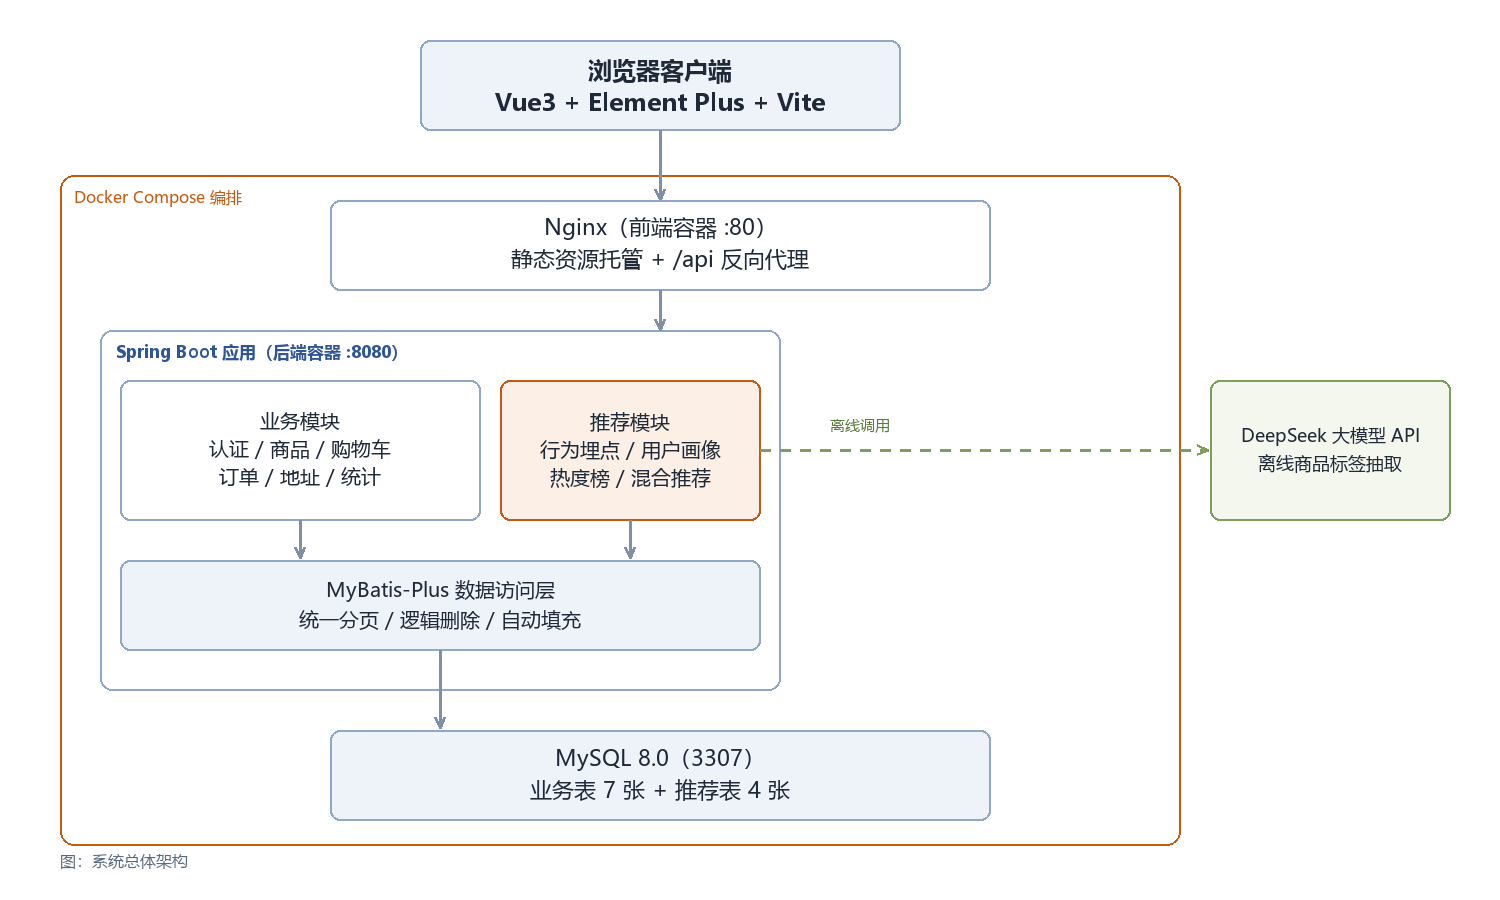 浏览器客户端
Vue3 + Element Plus + Vite
Docker Compose 编排
Nginx（前端容器 :80）
静态资源托管 + /api 反向代理
Spring Boot 应用（后端容器 :8080）
业务模块
认证 / 商品 / 购物车
订单 / 地址 / 统计
推荐模块
行为埋点 / 用户画像
热度榜 / 混合推荐
离线调用
DeepSeek 大模型 API
离线商品标签抽取
MyBatis-Plus 数据访问层
统一分页 / 逻辑删除 / 自动填充
MySQL 8.0（3307）
业务表 7 张 + 推荐表 4 张
图：系统总体架构